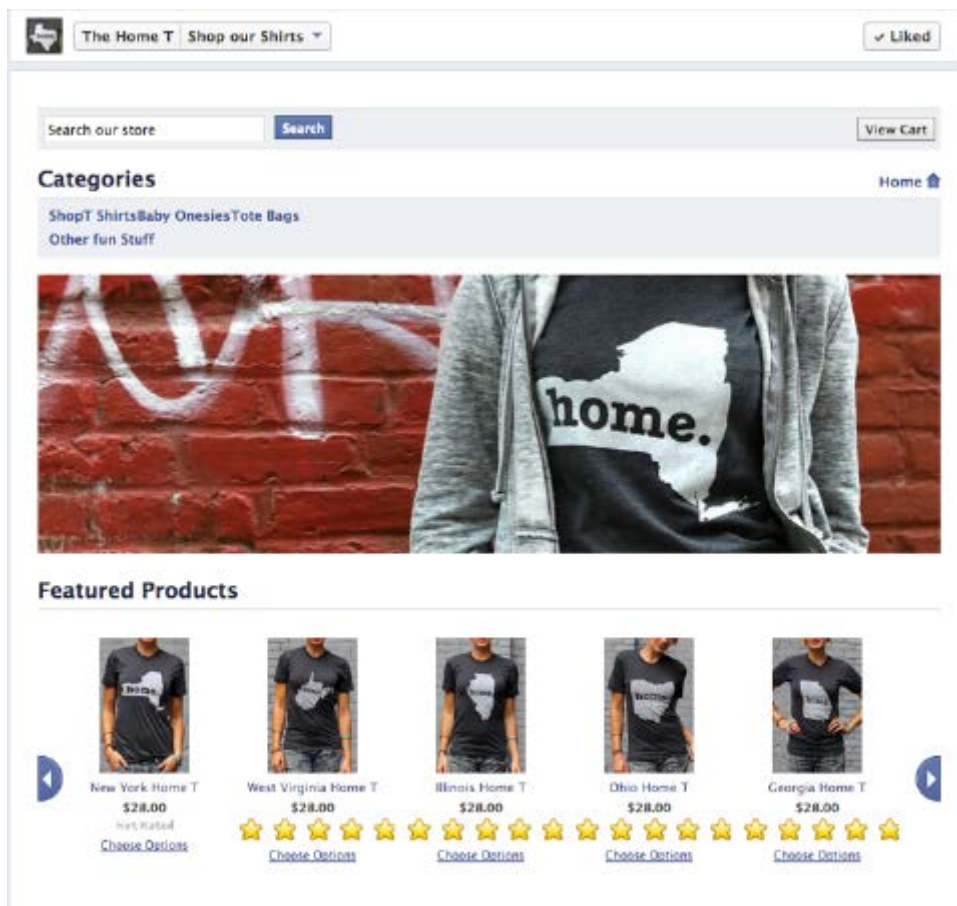 The Home T Shop our Shirts
✓ Liked
Search our store Search View Cart
Categories
Home
ShopT ShirtsBaby OnesiesTote Bags
Other fun Stuff
home.
Featured Products
home.
New York Home T West Virginia Home T Illinois Home T Ohio Home T Georgia Home T
$28.00 $28.00 $28.00 $28.00 $28.00
Not Rated
Choose Options Choose Options Choose Options Choose Options Choose Options